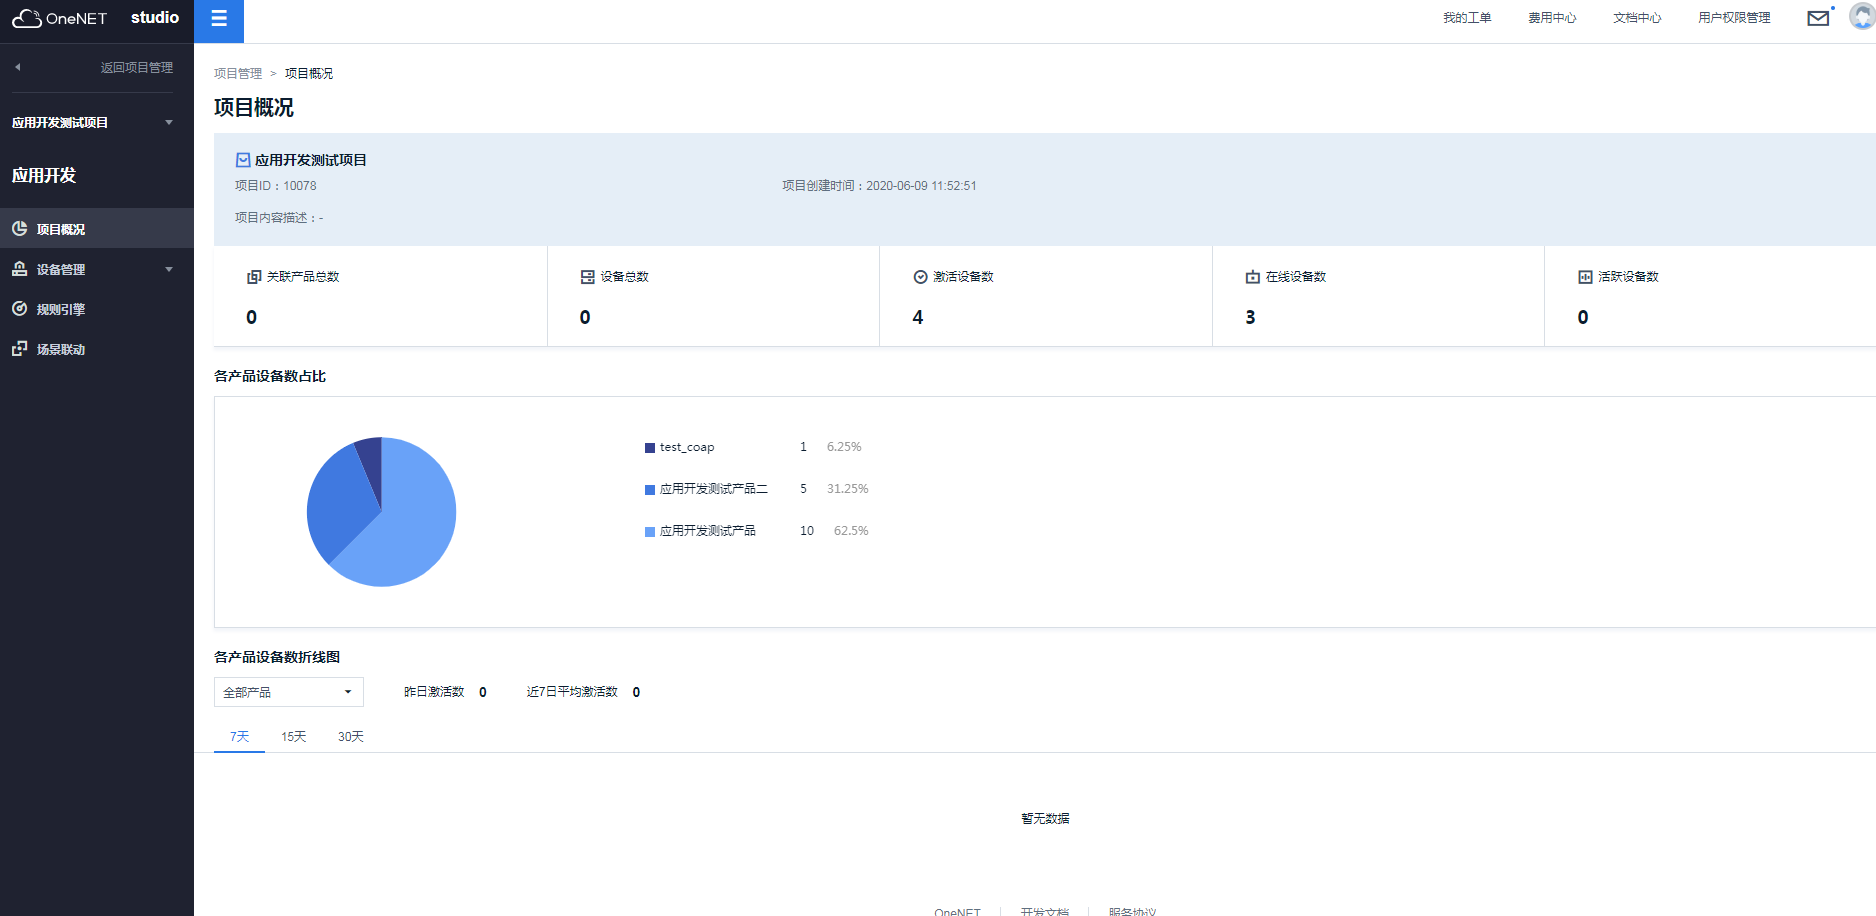 OneNET studio
我的工单 费用中心 文档中心 用户权限管理
返回项目管理
应用开发测试项目
应用开发
项目概况
设备管理
规则引擎
场景联动
项目管理 > 项目概况
项目概况
应用开发测试项目
项目ID：10078 项目创建时间：2020-06-09 11:52:51
项目内容描述：-
关联产品总数 设备总数 激活设备数 在线设备数 活跃设备数
0 0 4 3 0
各产品设备数占比
test_coap 1 6.25%
应用开发测试产品二 5 31.25%
应用开发测试产品 10 62.5%
各产品设备数折线图
全部产品 昨日激活数 0 近7日平均激活数 0
7天 15天 30天
暂无数据
OneNET 开发文档 服务协议